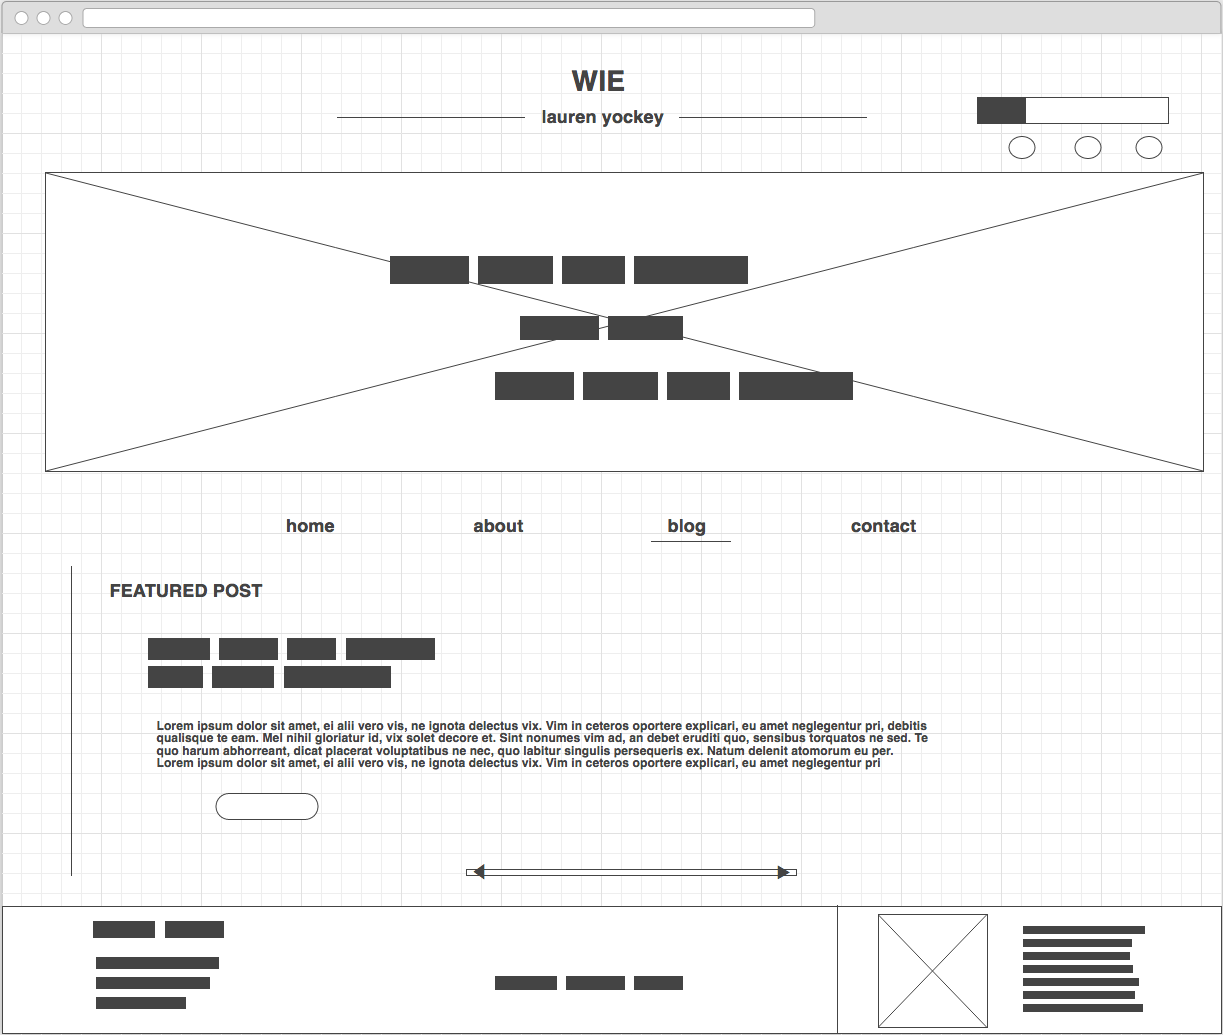 WIE
lauren yockey
home about blog contact
FEATURED POST
Lorem ipsum dolor sit amet, ei alii vero vis, ne ignota delectus vix. Vim in ceteros oportere explicari, eu amet neglegentur pri, debitis
qualisque te eam. Mel nihil gloriatur id, vix solet decore et. Sint nonumes vim ad, an debet eruditi quo, sensibus torquatos ne sed. Te
quo harum abhorreant, dicat placerat voluptatibus ne nec, quo labitur singulis persequeris ex. Natum delenit atomorum eu per.
Lorem ipsum dolor sit amet, ei alii vero vis, ne ignota delectus vix. Vim in ceteros oportere explicari, eu amet neglegentur pri